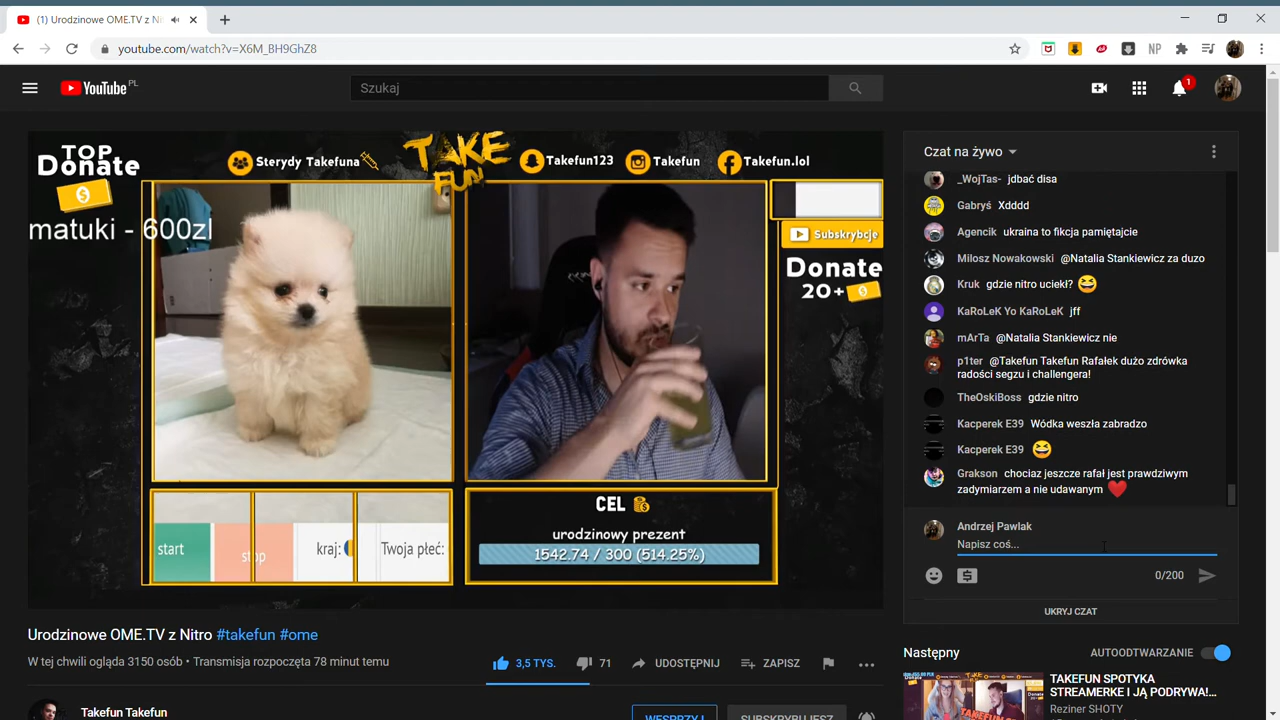 (1) Urodzinowe OME.TV z Nit
youtube.com/watch?v=X6M_BH9GhZ8
NP
YouTube PL
Szukaj
1
TOP
Donate
matuki - 600zl
Sterydy Takefuna
TAKE
FUN
Takefun123
Takefun
Takefun.lol
Subskrybcje
Donate
20+
start
stop
kraj:
Twoja płeć:
CEL
urodzinowy prezent
1542.74 / 300 (514.25%)
Czat na żywo
_WojTas- jdbać disa
Gabryś Xdddd
Agencik ukraina to fikcja pamiętajcie
Milosz Nowakowski @Natalia Stankiewicz za duzo
Kruk gdzie nitro uciekł? 😆
KaRoLeK Yo KaRoLeK jff
mArTa @Natalia Stankiewicz nie
p1ter @Takefun Takefun Rafałek dużo zdrówka
radości segzu i challengera!
TheOskiBoss gdzie nitro
Kacperek E39 Wódka weszła zabradzo
Kacperek E39 😆
Grakson chociaz jeszcze rafał jest prawdziwym
zadymiarzem a nie udawanym ❤️
Andrzej Pawlak
Napisz coś...
0/200
UKRYJ CZAT
Urodzinowe OME.TV z Nitro #takefun #ome
W tej chwili ogląda 3150 osób • Transmisja rozpoczęta 78 minut temu
3,5 TYS.
71
UDOSTĘPNIJ
ZAPISZ
Takefun Takefun
WESPRZYJ
SUBSKRYBUJESZ
Następny
AUTOODTWARZANIE
TAKEFUN SPOTYKA
STREAMERKE I JĄ PODRYWA!...
Reziner SHOTY